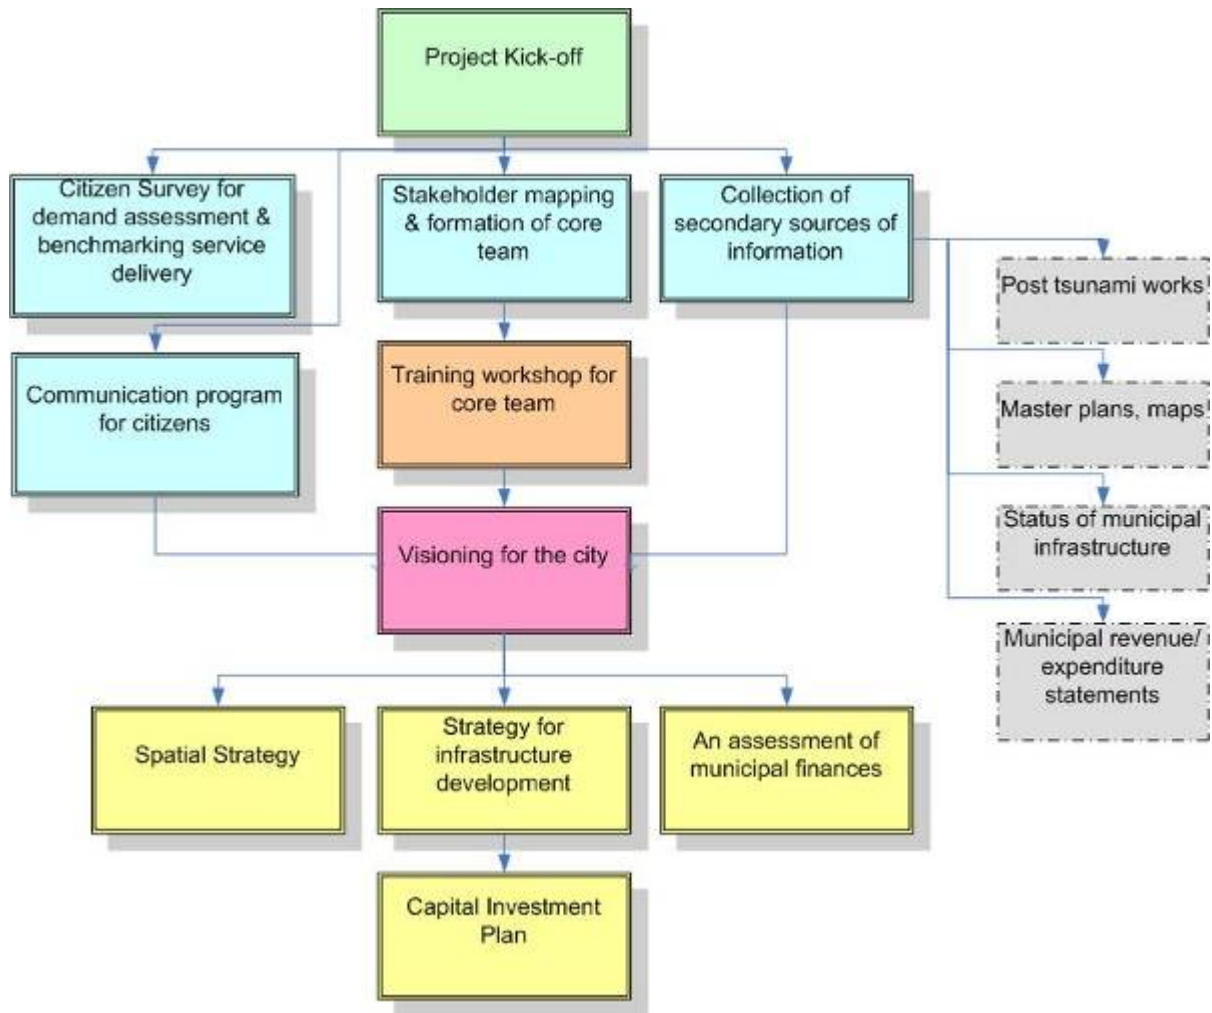 Project Kick-off
Citizen Survey for
demand assessment &
benchmarking service
delivery
Stakeholder mapping
& formation of core
team
Collection of
secondary sources of
information
Post tsunami works
Communication program
for citizens
Training workshop for
core team
Master plans, maps
Visioning for the city
Status of municipal
infrastructure
Municipal revenue/
expenditure
statements
Spatial Strategy
Strategy for
infrastructure
development
An assessment of
municipal finances
Capital Investment
Plan